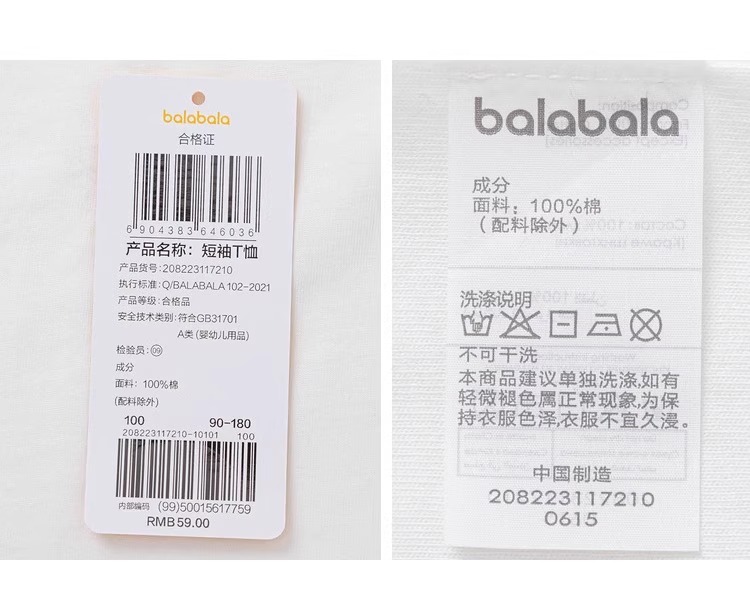 balabala
合格证
6 904383 646036
产品名称：短袖T恤
产品货号：208223117210
执行标准：Q/BALABALA 102-2021
产品等级：合格品
安全技术类别：符合GB31701
A类 (婴幼儿用品)
检验员：09
成分
面料：100%棉
(配料除外)
100 90-180
208223117210-10101 100
内部编码 (99)50015617759
RMB 59.00
balabala
成分
面料：100%棉
（配料除外）
洗涤说明
不可干洗
本商品建议单独洗涤,如有
轻微褪色属正常现象,为保
持衣服色泽,衣服不宜久浸。
中国制造
208223117210
0615